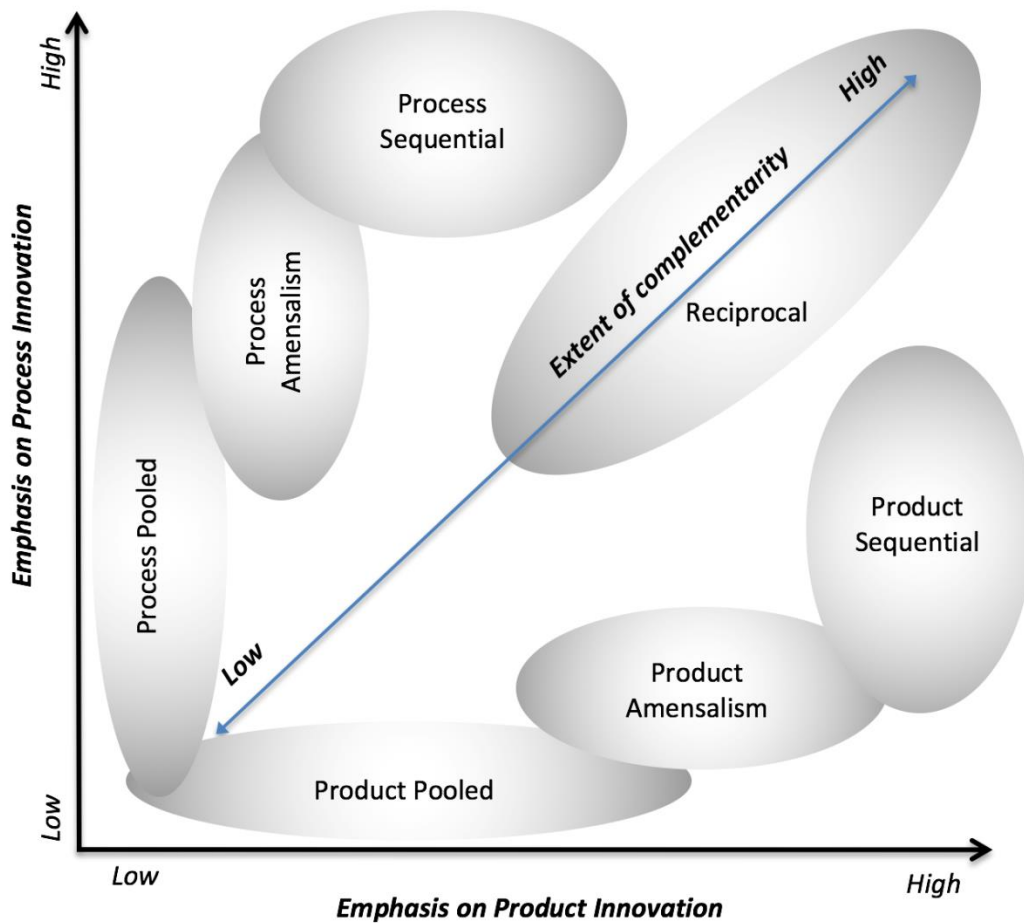 High
Process
Sequential
High
Extent of complementarity
Reciprocal
Process
Amensalism
Emphasis on Process Innovation
Process Pooled
Product
Sequential
Low
Product
Amensalism
Product Pooled
Low
Low
High
Emphasis on Product Innovation